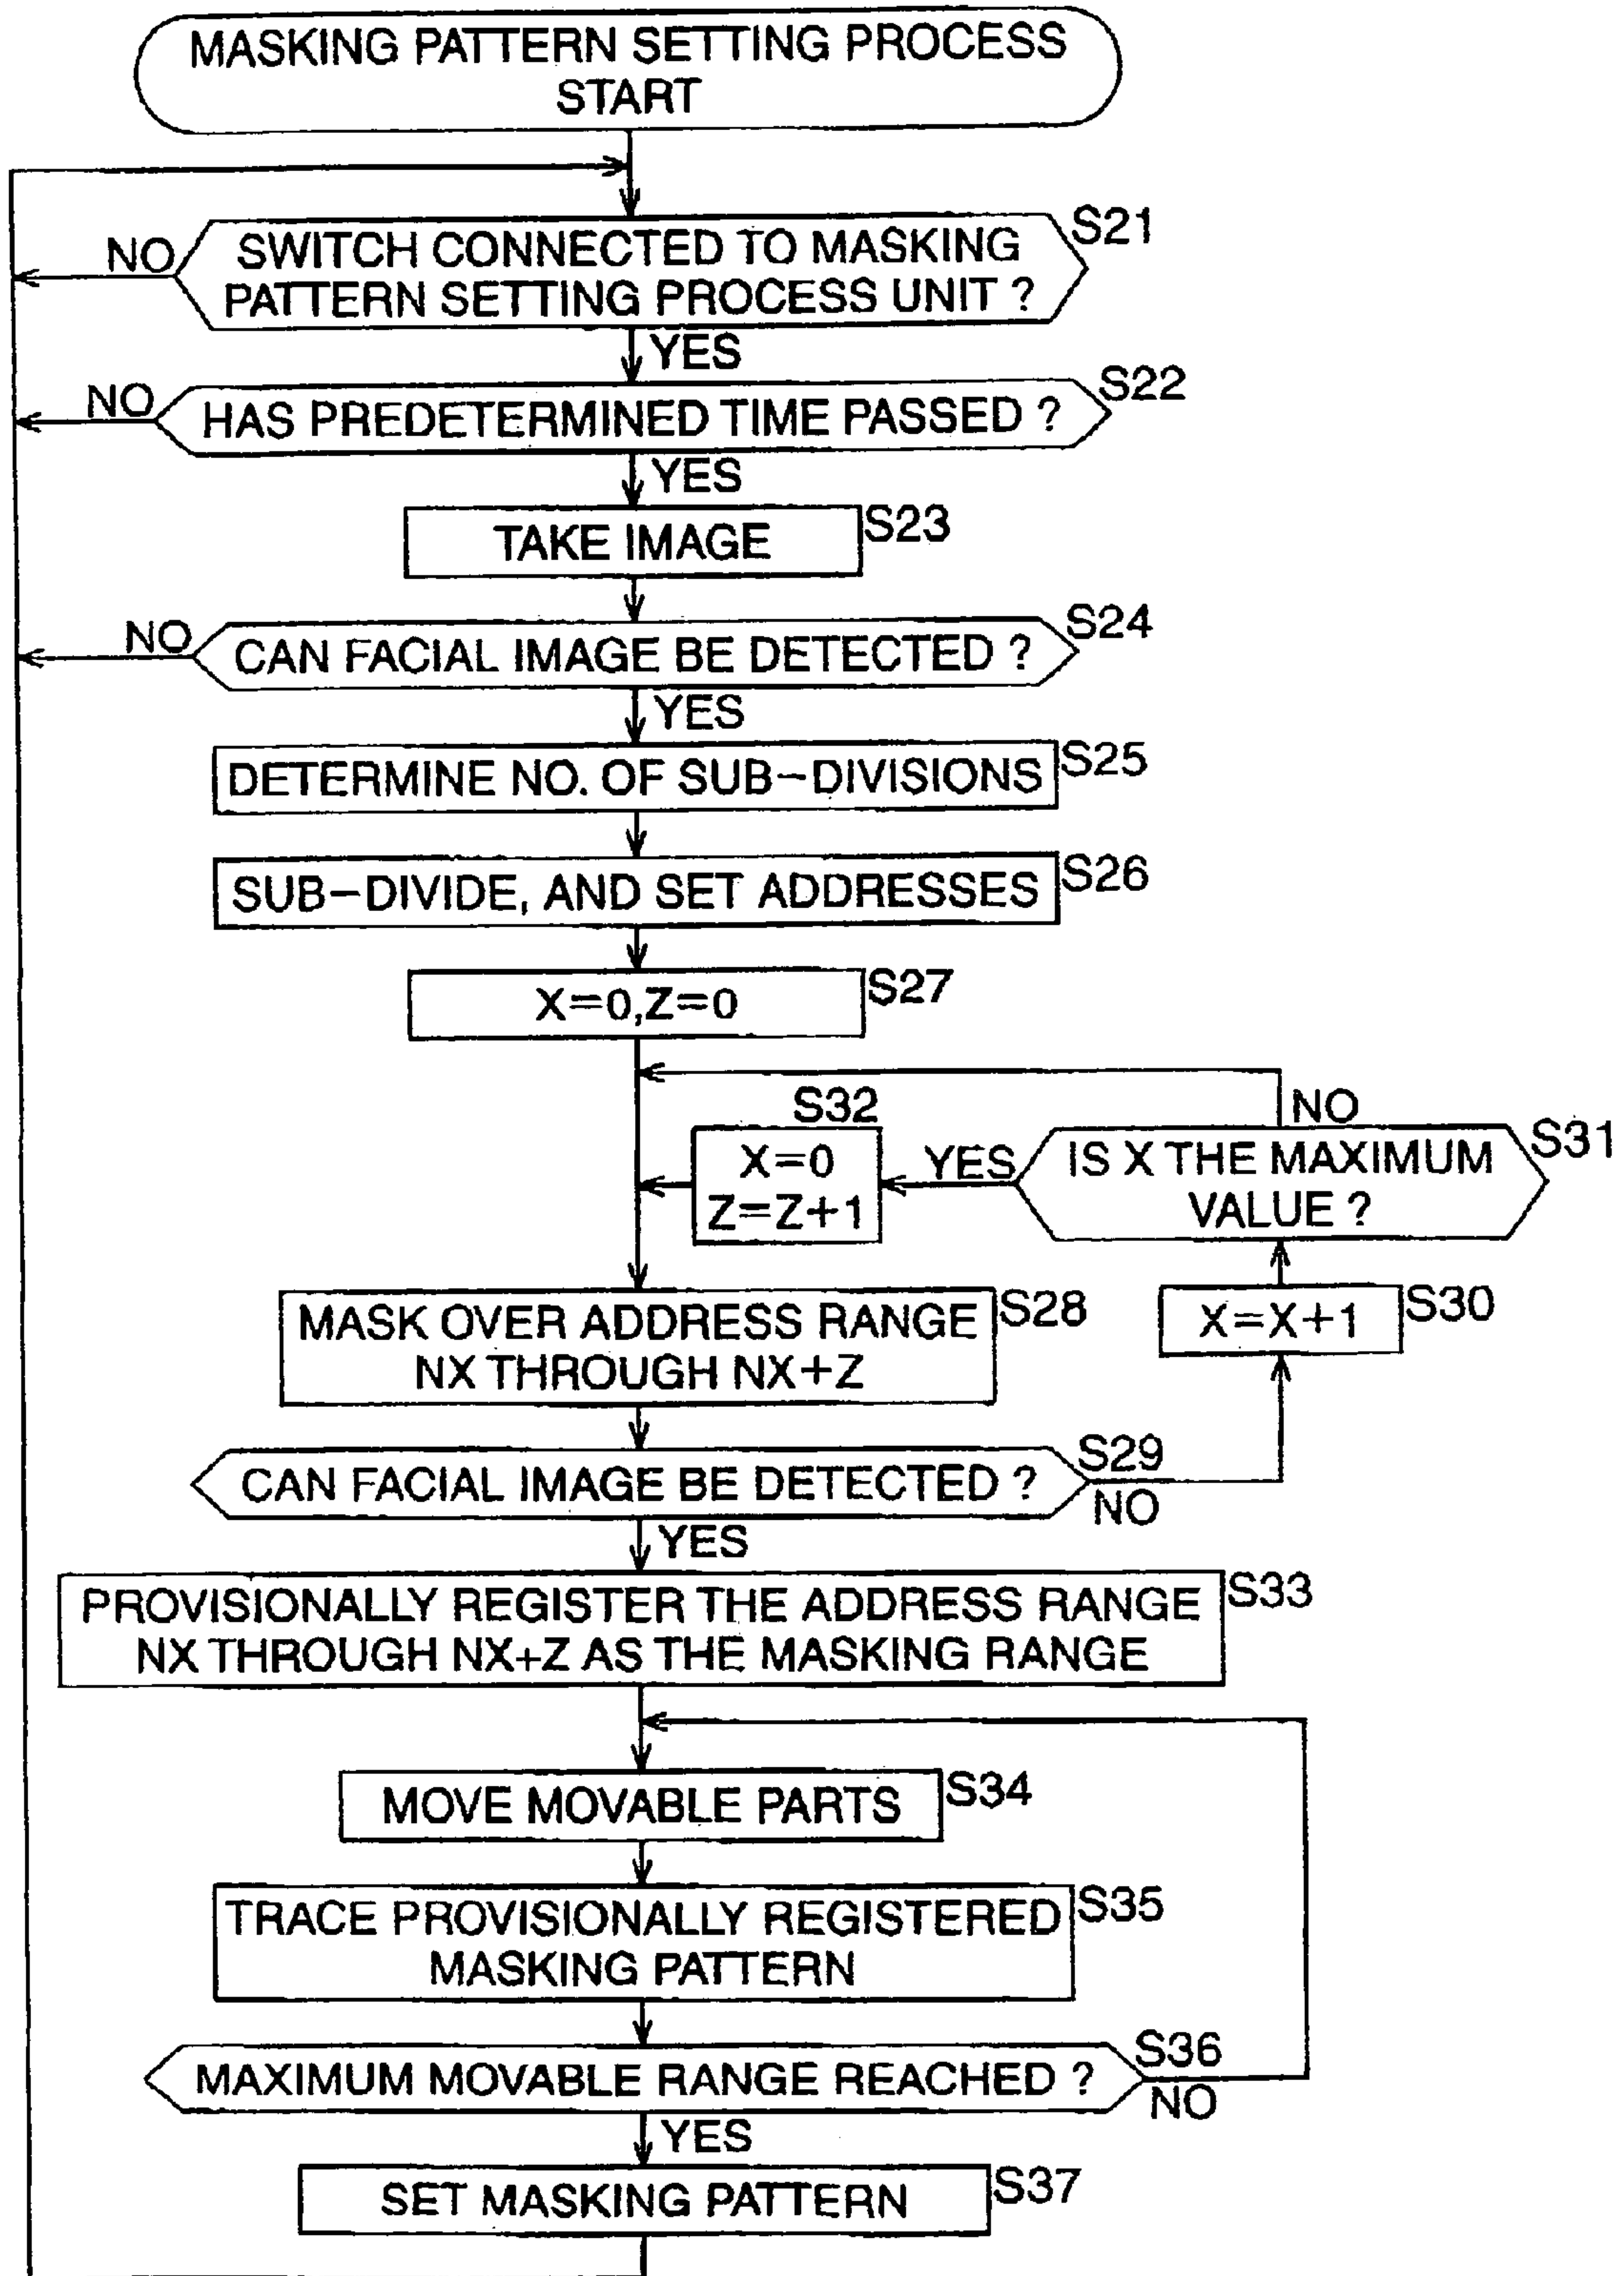 MASKING PATTERN SETTING PROCESS
START
S21
NO
SWITCH CONNECTED TO MASKING
PATTERN SETTING PROCESS UNIT ?
YES
S22
NO
HAS PREDETERMINED TIME PASSED ?
YES
S23
TAKE IMAGE
S24
NO
CAN FACIAL IMAGE BE DETECTED ?
YES
S25
DETERMINE NO. OF SUB-DIVISIONS
S26
SUB-DIVIDE, AND SET ADDRESSES
S27
X=0,Z=0
S32
NO
S31
X=0
Z=Z+1
YES
IS X THE MAXIMUM
VALUE ?
S28
MASK OVER ADDRESS RANGE
NX THROUGH NX+Z
X=X+1
S30
S29
CAN FACIAL IMAGE BE DETECTED ?
NO
YES
S33
PROVISIONALLY REGISTER THE ADDRESS RANGE
NX THROUGH NX+Z AS THE MASKING RANGE
S34
MOVE MOVABLE PARTS
S35
TRACE PROVISIONALLY REGISTERED
MASKING PATTERN
S36
MAXIMUM MOVABLE RANGE REACHED ?
NO
YES
S37
SET MASKING PATTERN